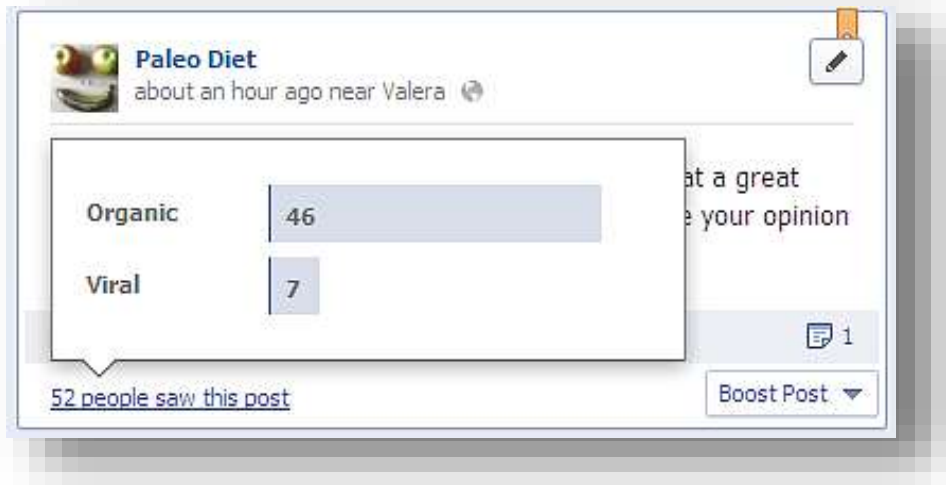 Paleo Diet
about an hour ago near Valera
at a great
your opinion
Organic 46
Viral 7
1
52 people saw this post
Boost Post